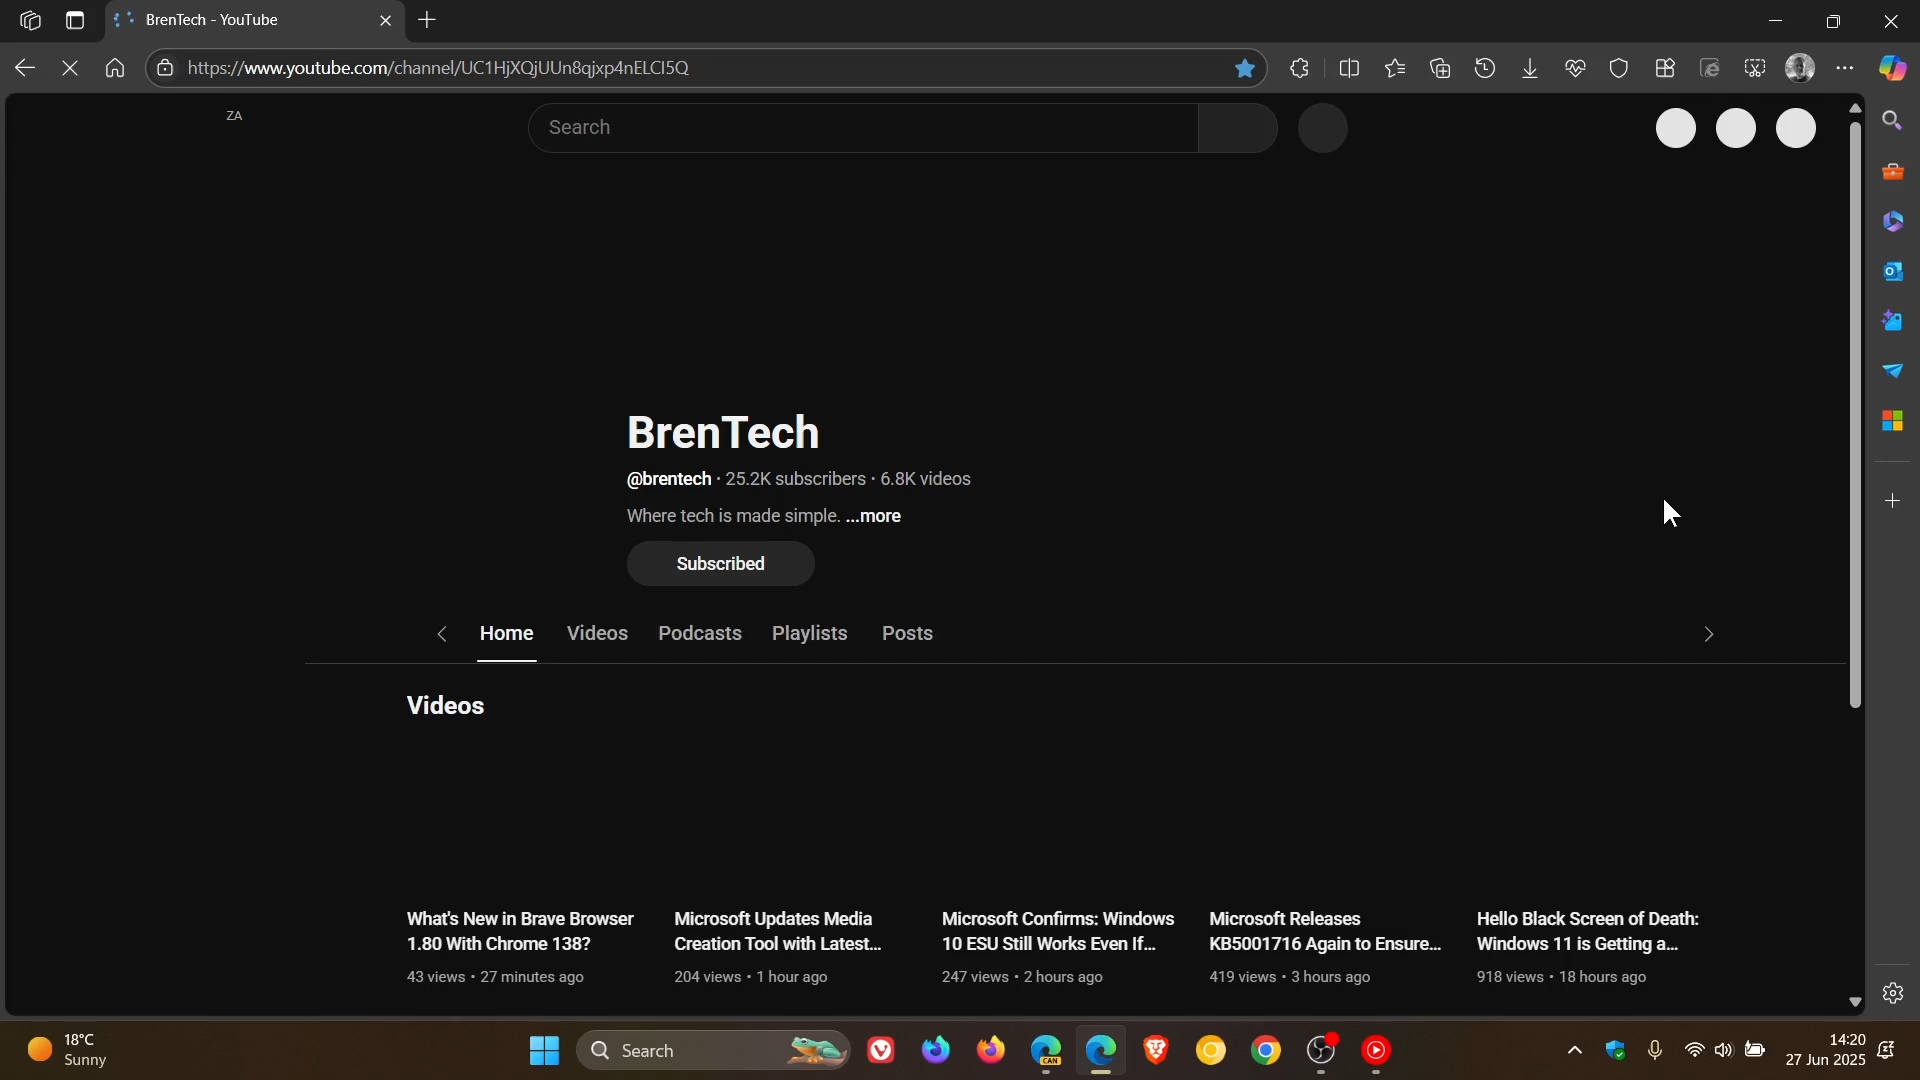 BrenTech - YouTube
https://www.youtube.com/channel/UC1HjXQjUUn8qjxp4nELCI5Q
ZA
Search
BrenTech
@brentech · 25.2K subscribers · 6.8K videos
Where tech is made simple. ...more
Subscribed
Home Videos Podcasts Playlists Posts
Videos
What's New in Brave Browser
1.80 With Chrome 138?
43 views • 27 minutes ago
Microsoft Updates Media
Creation Tool with Latest...
204 views • 1 hour ago
Microsoft Confirms: Windows
10 ESU Still Works Even If...
247 views • 2 hours ago
Microsoft Releases
KB5001716 Again to Ensure...
419 views • 3 hours ago
Hello Black Screen of Death:
Windows 11 is Getting a...
918 views • 18 hours ago
18°C
Sunny
Search
CAN
14:20
27 Jun 2025